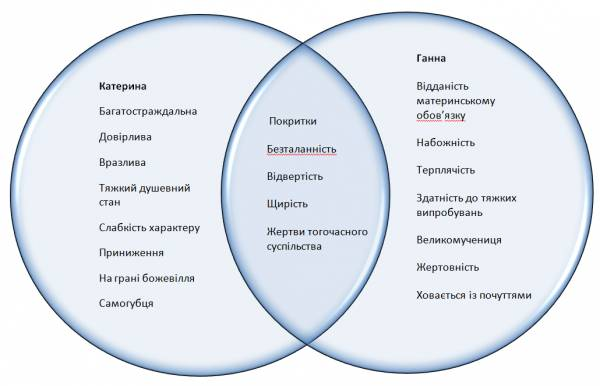 Катерина
Багатостраждальна
Довірлива
Вразлива
Тяжкий душевний
стан
Слабкість характеру
Приниження
На грані божевілля
Самогубця
Покритки
Безталанність
Відвертість
Щирість
Жертви тогочасного
суспільства
Ганна
Відданість
материнському
обов’язку
Набожність
Терплячість
Здатність до тяжких
випробувань
Великомучениця
Жертовність
Ховається із почуттями